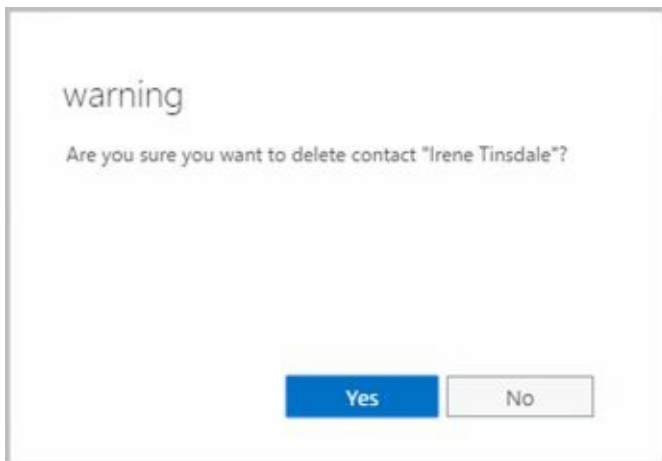 warning
Are you sure you want to delete contact "Irene Tinsdale"?
Yes No